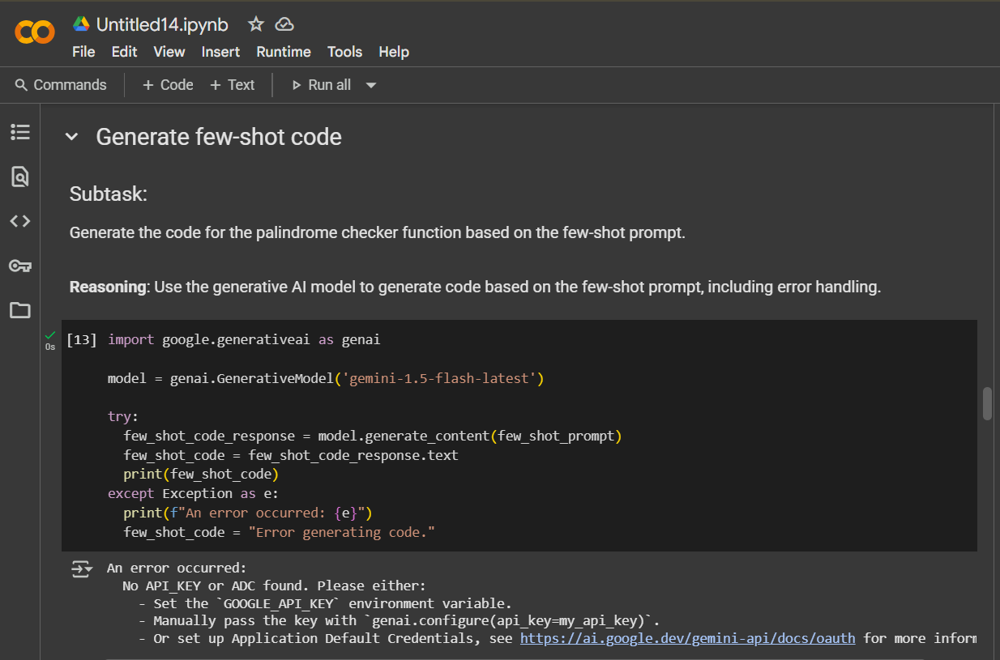 Untitled14.ipynb
File Edit View Insert Runtime Tools Help
Commands + Code + Text Run all
Generate few-shot code
Subtask:
Generate the code for the palindrome checker function based on the few-shot prompt.
Reasoning: Use the generative AI model to generate code based on the few-shot prompt, including error handling.
0s
[13] import google.generativeai as genai
model = genai.GenerativeModel('gemini-1.5-flash-latest')
try:
  few_shot_code_response = model.generate_content(few_shot_prompt)
  few_shot_code = few_shot_code_response.text
  print(few_shot_code)
except Exception as e:
  print(f"An error occurred: {e}")
  few_shot_code = "Error generating code."
An error occurred:
  No API_KEY or ADC found. Please either:
    - Set the `GOOGLE_API_KEY` environment variable.
    - Manually pass the key with `genai.configure(api_key=my_api_key)`.
    - Or set up Application Default Credentials, see https://ai.google.dev/gemini-api/docs/oauth for more